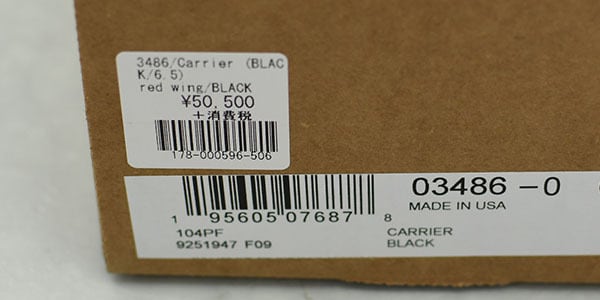 3486/Carrier (BLAC
K/6.5)
red wing/BLACK
¥50,500
+消費税
178-000596-506
03486 -0
MADE IN USA
1 95605 07687 8
104PF
CARRIER
9251947 F09
BLACK